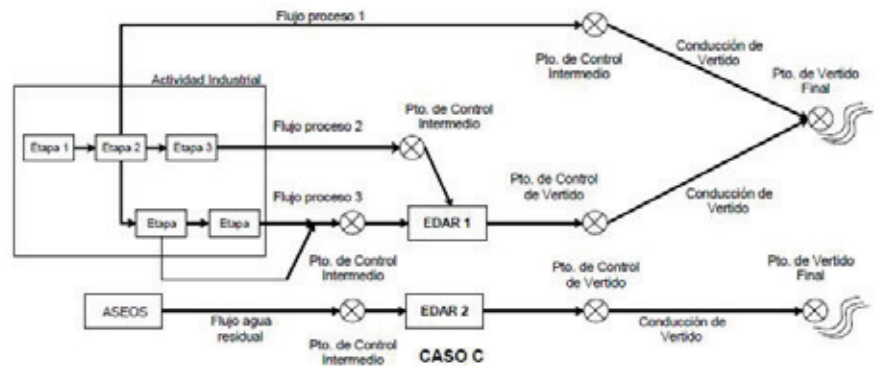 Flujo proceso 1
Pto. de Control
Intermedio
Conducción de
Vertido
Pto. de Vertido
Final
Actividad Industrial
Etapa 1
Etapa 2
Etapa 3
Flujo proceso 2
Pto. de Control
Intermedio
Flujo proceso 3
Etapa
Etapa
Pto. de Control
Intermedio
EDAR 1
Pto. de Control
de Vertido
Conducción de
Vertido
ASEOS
Flujo agua
residual
Pto. de Control
Intermedio
EDAR 2
Pto. de Control
de Vertido
Conducción de
Vertido
Pto. de Vertido
Final
CASO C